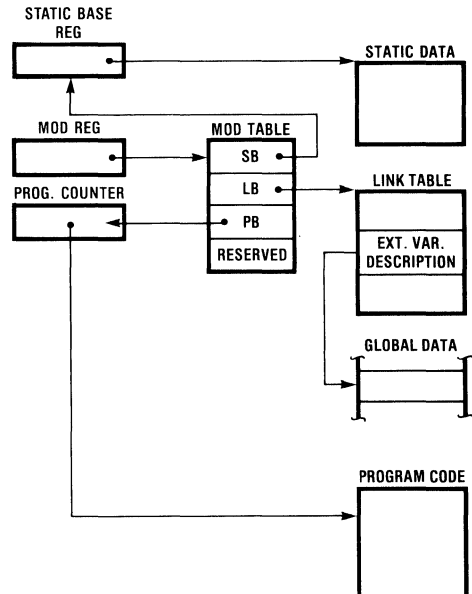 STATIC BASE
REG
STATIC DATA
MOD REG
MOD TABLE
SB
LB
LINK TABLE
PROG. COUNTER
PB
RESERVED
EXT. VAR.
DESCRIPTION
GLOBAL DATA
PROGRAM CODE